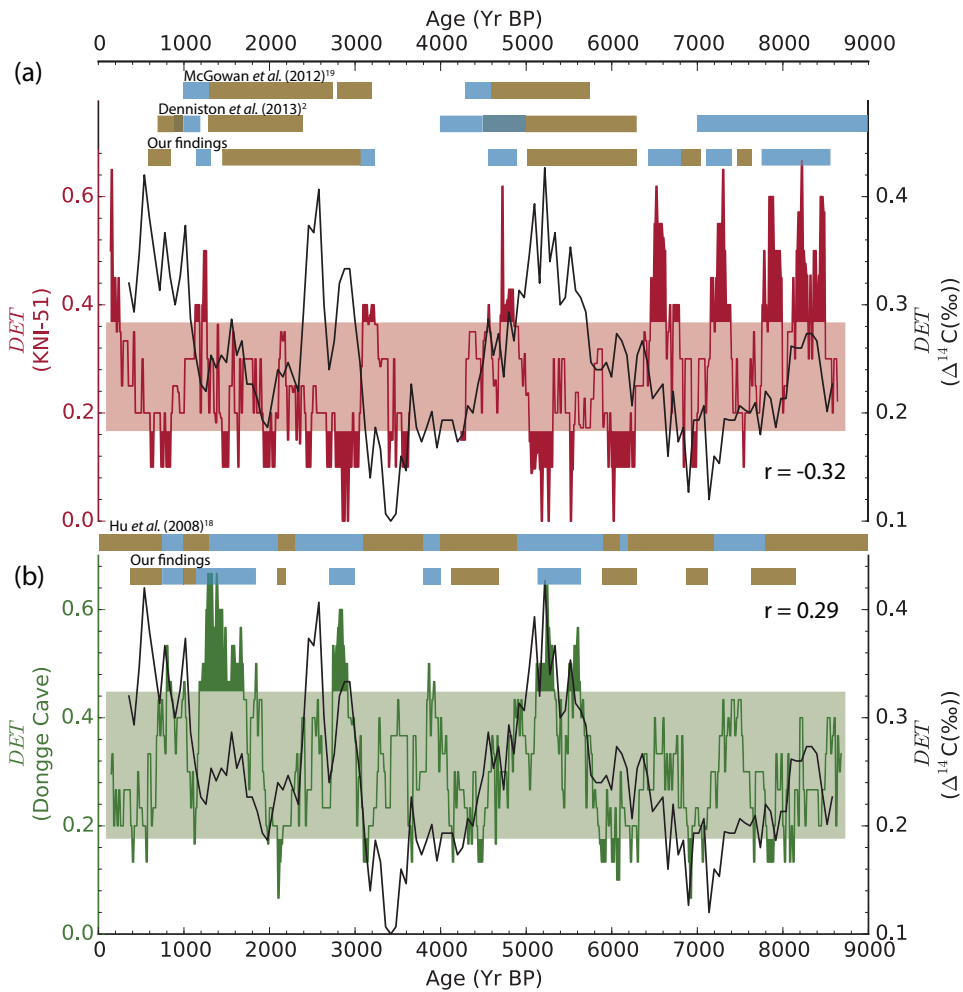 Age (Yr BP)
0 1000 2000 3000 4000 5000 6000 7000 8000 9000
(a)
McGowan et al. (2012)19
Denniston et al. (2013)2
Our findings
0.6
0.4
0.2
0.0
DET
(KNI-51)
0.4
0.3
0.2
0.1
DET
(Δ 14 C(‰))
r = -0.32
Hu et al. (2008)18
(b)
Our findings
0.6
0.4
0.2
0.0
DET
(Dongge Cave)
r = 0.29
0.4
0.3
0.2
0.1
DET
(Δ 14 C(‰))
0 1000 2000 3000 4000 5000 6000 7000 8000 9000
Age (Yr BP)